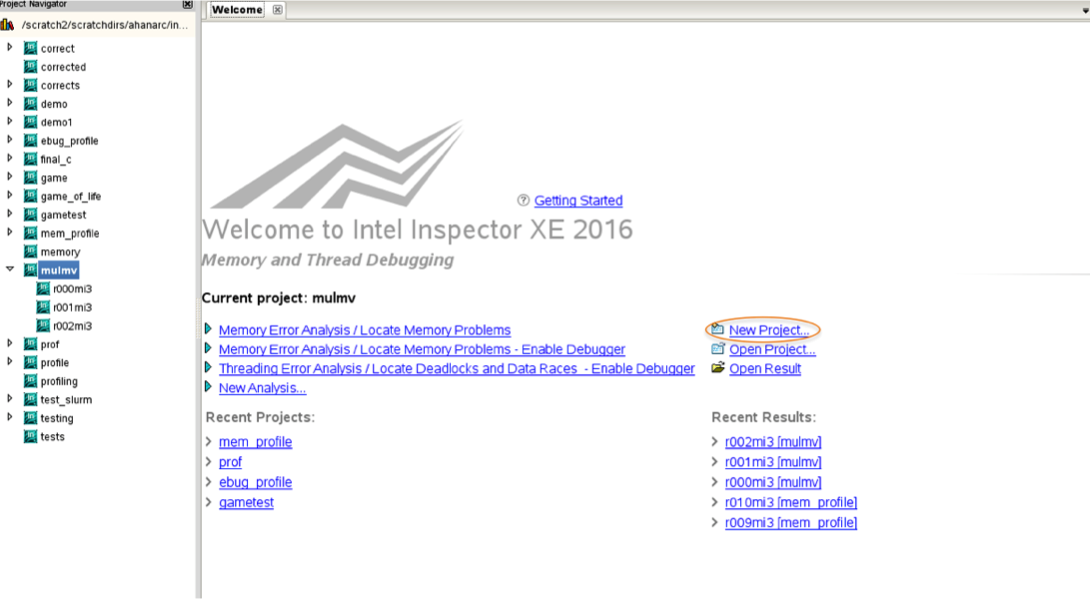 Project Navigator
/scratch2/scratchdirs/ahanarc/in...
correct
corrected
corrects
demo
demo1
ebug_profile
final_c
game
game_of_life
gametest
mem_profile
memory
mulmv
r000mi3
r001mi3
r002mi3
prof
profile
profiling
test_slurm
testing
tests
Welcome
Getting Started
Welcome to Intel Inspector XE 2016
Memory and Thread Debugging
Current project: mulmv
Memory Error Analysis / Locate Memory Problems
Memory Error Analysis / Locate Memory Problems - Enable Debugger
Threading Error Analysis / Locate Deadlocks and Data Races - Enable Debugger
New Analysis...
New Project...
Open Project...
Open Result
Recent Projects:
mem_profile
prof
ebug_profile
gametest
Recent Results:
r002mi3 [mulmv]
r001mi3 [mulmv]
r000mi3 [mulmv]
r010mi3 [mem_profile]
r009mi3 [mem_profile]